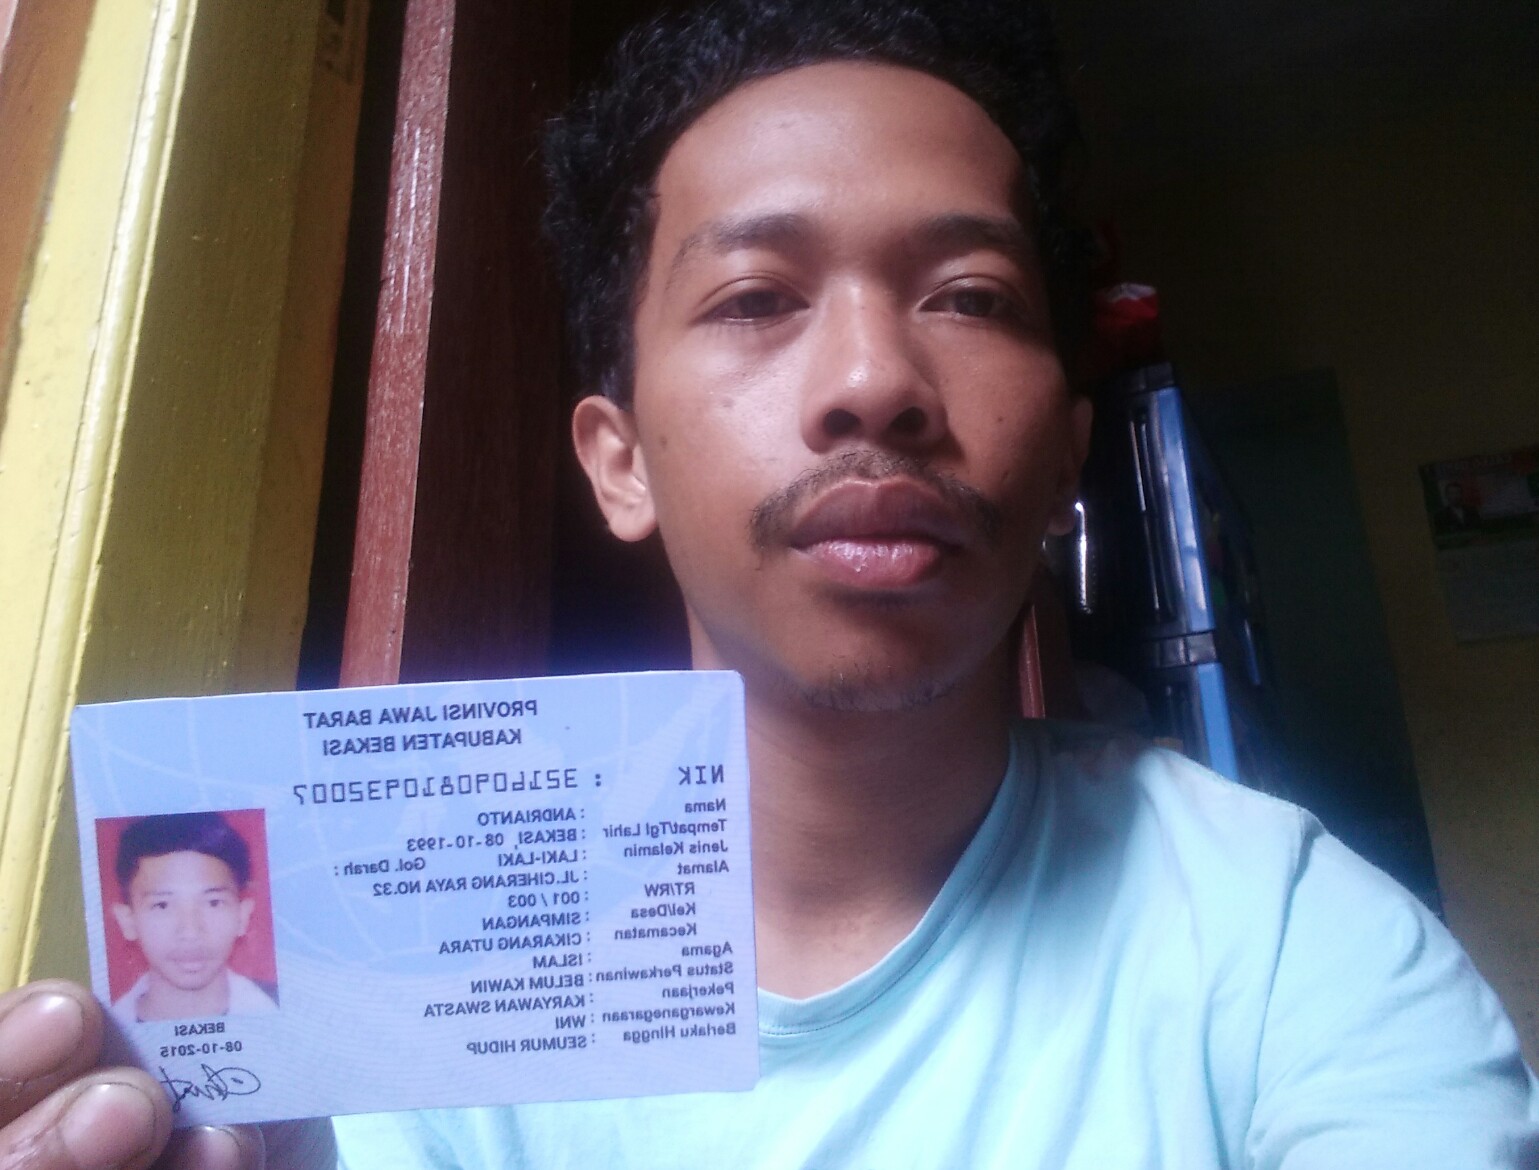 PROVINSI JAWA BARAT
KABUPATEN BEKASI
NIK : 3216090810932007
Nama : ANDRIANTO
Tempat/Tgl Lahir : BEKASI, 08-10-1993
Jenis Kelamin : LAKI-LAKI Gol. Darah :
Alamat : JL.CIHERANG RAYA NO.32
RT/RW : 001 / 003
Kel/Desa : SIMPANGAN
Kecamatan : CIKARANG UTARA
Agama : ISLAM
Status Perkawinan : BELUM KAWIN
Pekerjaan : KARYAWAN SWASTA
Kewarganegaraan : WNI
Berlaku Hingga : SEUMUR HIDUP
BEKASI
08-10-2015